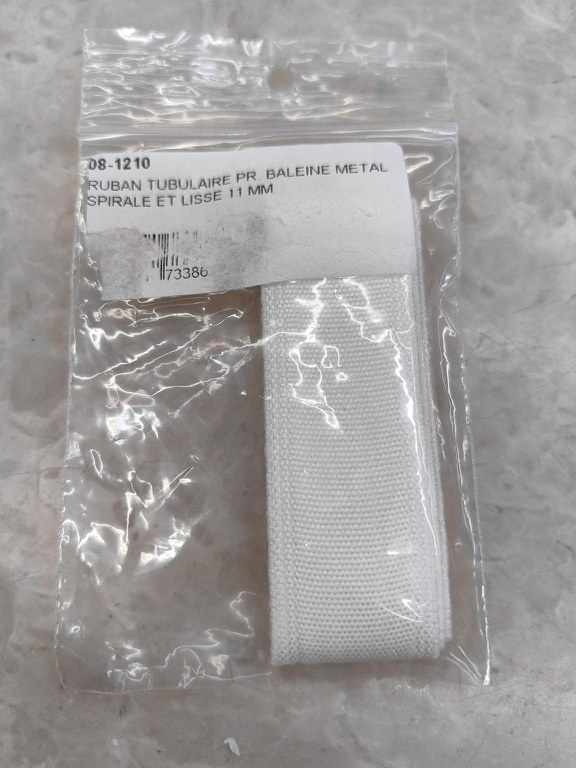 08-1210
RUBAN TUBULAIRE PR. BALEINE METAL
SPIRALE ET LISSE 11 MM
73386